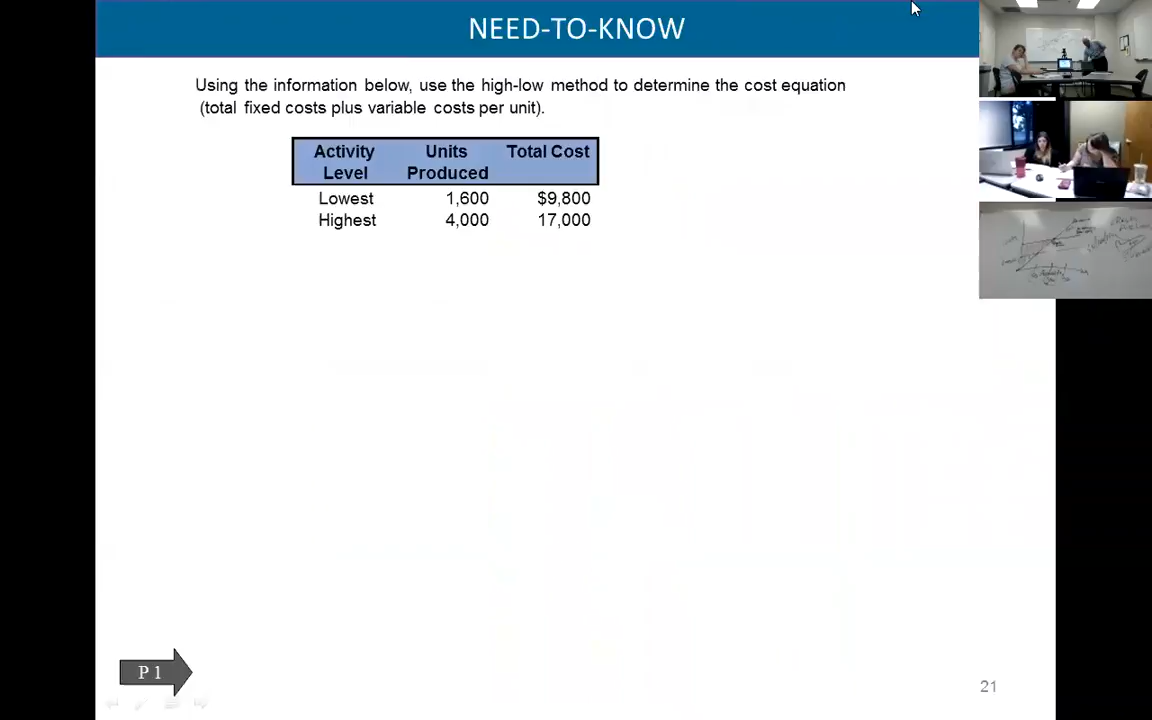 NEED-TO-KNOW
Using the information below, use the high-low method to determine the cost equation
(total fixed costs plus variable costs per unit).
Activity Level Units Produced Total Cost
Lowest 1,600 $9,800
Highest 4,000 17,000
P 1
21